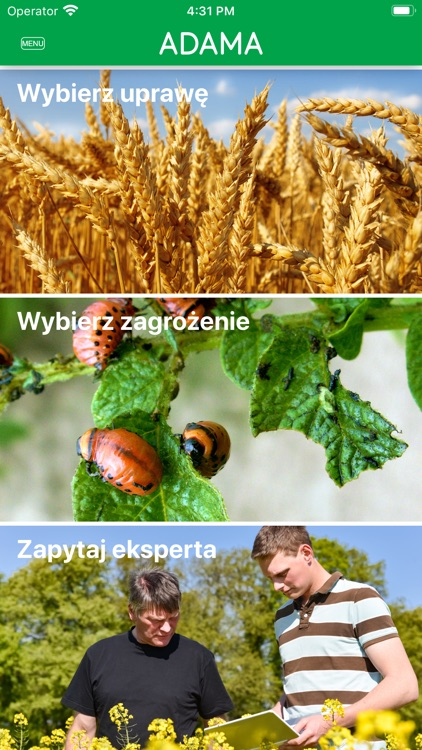 Operator 4:31 PM
MENU ADAMA
Wybierz uprawę
Wybierz zagrożenie
Zapytaj eksperta